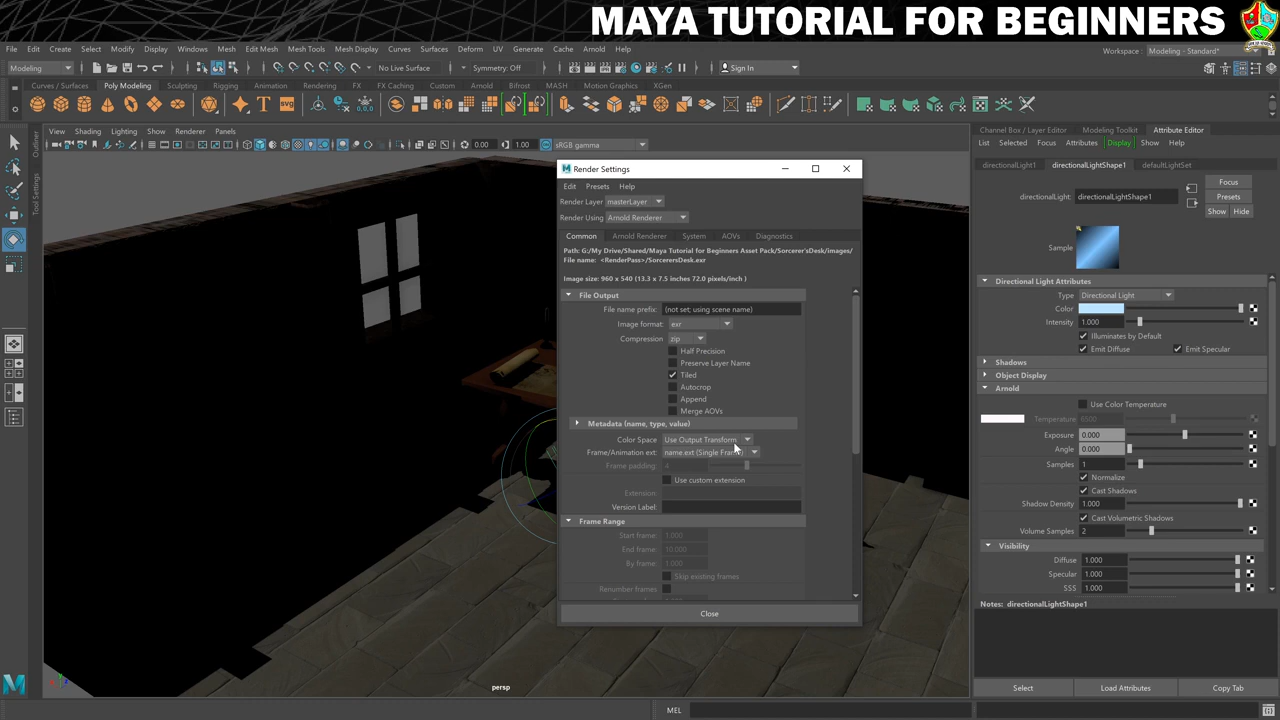 MAYA TUTORIAL FOR BEGINNERS
File Edit Create Select Modify Display Windows Mesh Edit Mesh Mesh Tools Mesh Display Curves Surfaces Deform UV Generate Cache Arnold Help
Workspace : Modeling - Standard*
Modeling No Live Surface Symmetry: Off Sign In
Curves / Surfaces Poly Modeling Sculpting Rigging Animation Rendering FX FX Caching Custom Arnold Bifrost MASH Motion Graphics XGen
View Shading Lighting Show Renderer Panels
0.00 1.00 sRGB gamma
Outliner
Tool Settings
Render Settings
Edit Presets Help
Render Layer masterLayer
Render Using Arnold Renderer
Common Arnold Renderer System AOVs Diagnostics
Path: G:/My Drive/Shared/Maya Tutorial for Beginners Asset Pack/Sorcerer'sDesk/images/
File name: <RenderPass>/SorcerersDesk.exr
Image size: 960 x 540 (13.3 x 7.5 inches 72.0 pixels/inch )
File Output
File name prefix: (not set; using scene name)
Image format: exr
Compression zip
Half Precision
Preserve Layer Name
Tiled
Autocrop
Append
Merge AOVs
Metadata (name, type, value)
Color Space Use Output Transform
Frame/Animation ext: name.ext (Single Frame)
Frame padding: 4
Use custom extension
Extension:
Version Label:
Frame Range
Start frame: 1.000
End frame: 10.000
By frame: 1.000
Skip existing frames
Renumber frames
Close
persp
Channel Box / Layer Editor Modeling Toolkit Attribute Editor
List Selected Focus Attributes Display Show Help
directionalLight1 directionalLightShape1 defaultLightSet
directionalLight: directionalLightShape1
Focus
Presets
Show Hide
Sample
Directional Light Attributes
Type Directional Light
Color
Intensity 1.000
Illuminates by Default
Emit Diffuse Emit Specular
Shadows
Object Display
Arnold
Use Color Temperature
Temperature 6500
Exposure 0.000
Angle 0.000
Samples 1
Normalize
Cast Shadows
Shadow Density 1.000
Cast Volumetric Shadows
Volume Samples 2
Visibility
Diffuse 1.000
Specular 1.000
SSS 1.000
Notes: directionalLightShape1
Select Load Attributes Copy Tab
MEL